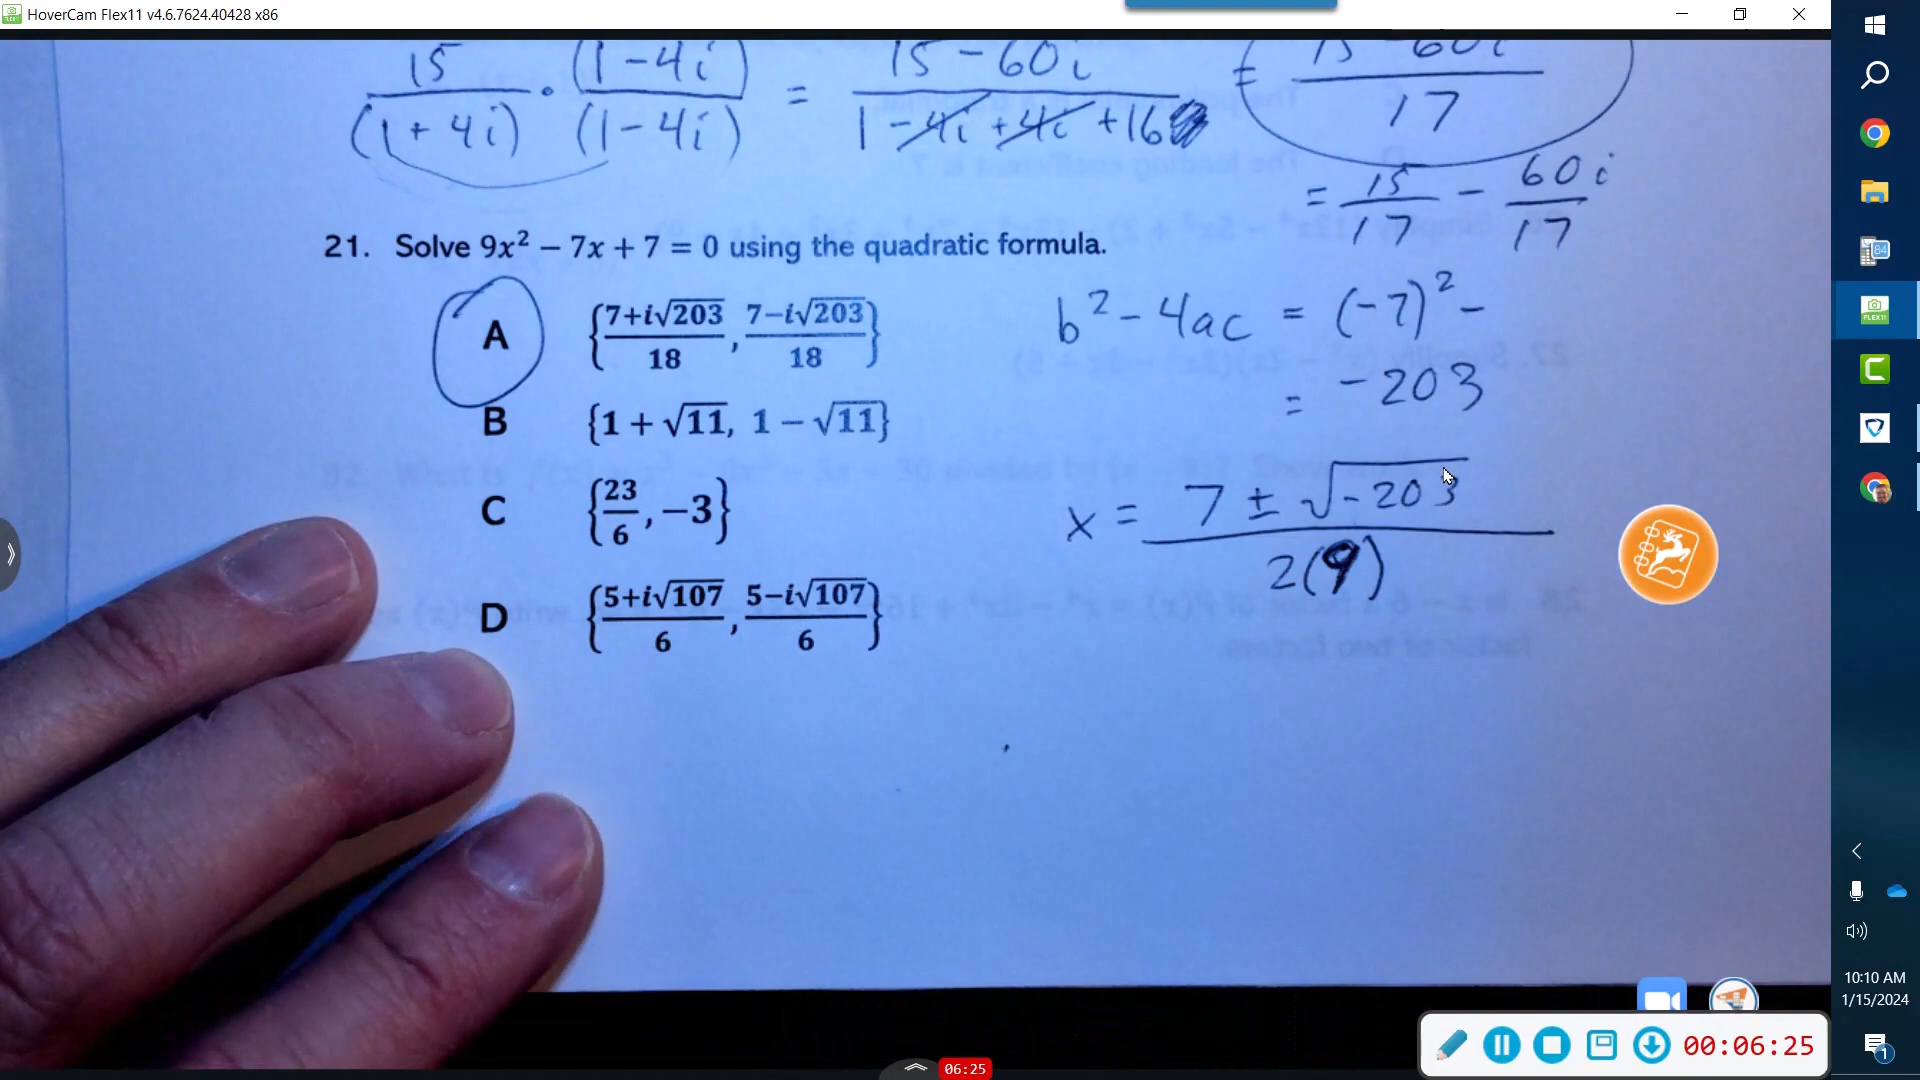 HoverCam Flex11 v4.6.7624.40428 x86
15 (1-4i) 15-60i 15-60i
— · — = — = —
(1+4i) (1-4i) 1-4i+4i+16 17
= 15/17 - 60i/17
21. Solve 9x² − 7x + 7 = 0 using the quadratic formula.
b²-4ac = (-7)² -
= -203
A {7+i√203/18, 7−i√203/18}
B {1 + √11, 1 − √11}
x = 7 ± √-203 / 2(9)
C {23/6, −3}
D {5+i√107/6, 5−i√107/6}
84
FLEX11
10:10 AM
1/15/2024
1
00:06:25
06:25